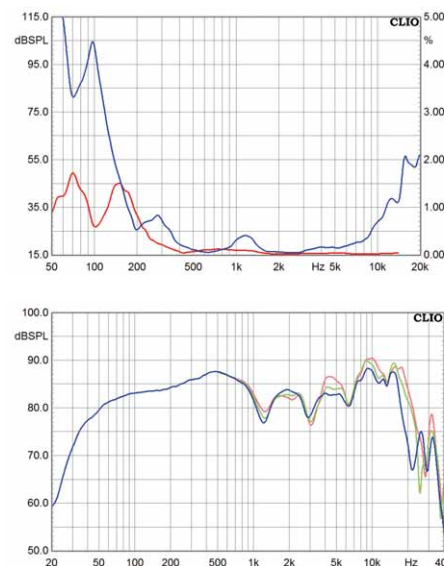 115.0 CLIO 5.00
dBSPL %
95.0 4.00
75.0 3.00
55.0 2.00
35.0 1.00
15.0 0.00
50 100 200 500 1k 2k Hz 5k 10k 20k
100.0 CLIO
dBSPL
90.0
80.0
70.0
60.0
50.0
20 50 100 200 500 1k 2k 5k 10k Hz 40k